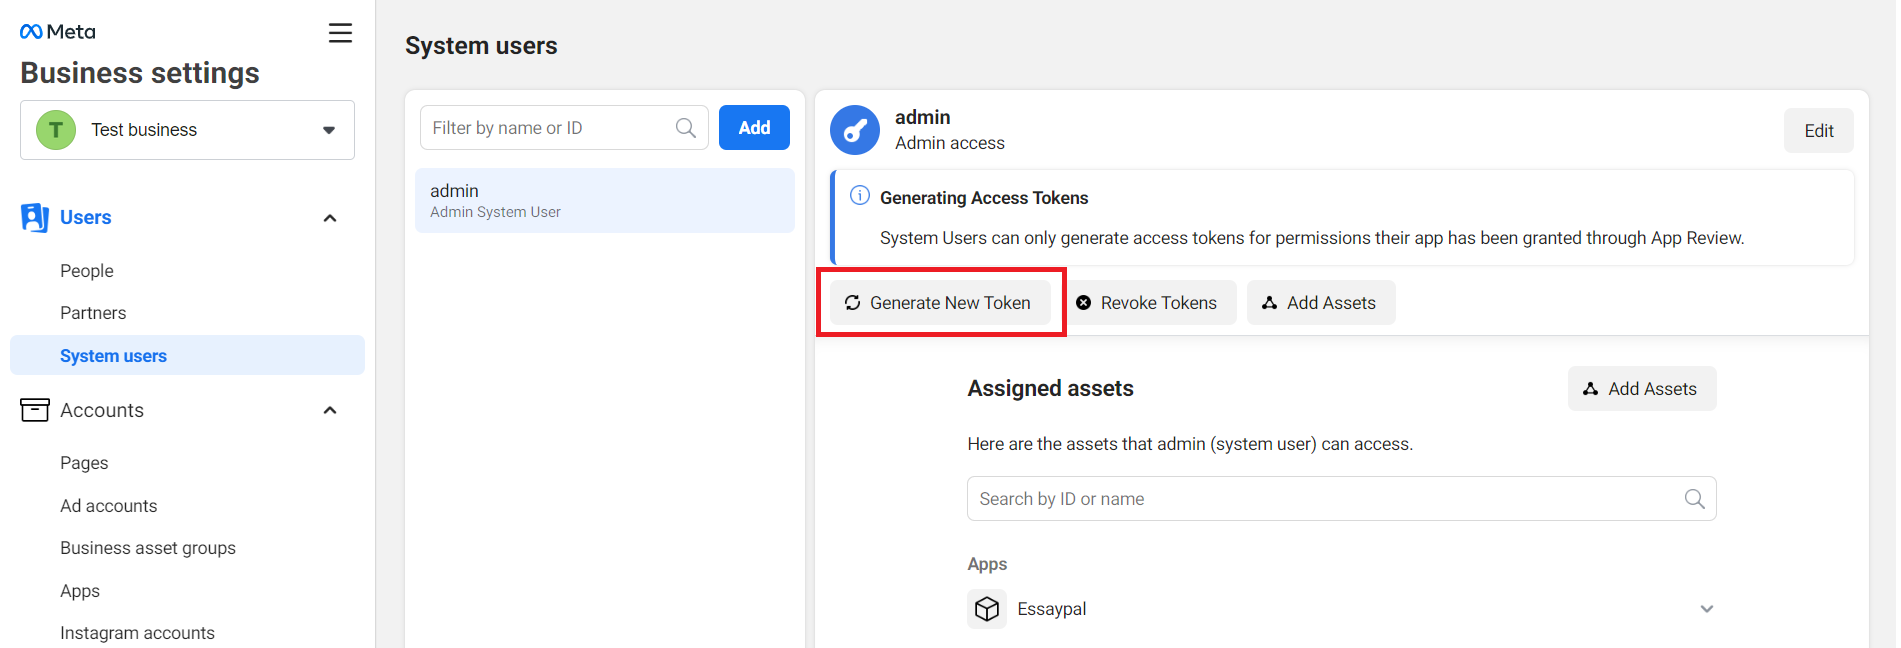 Meta
Business settings
T
Test business
Users
People
Partners
System users
Accounts
Pages
Ad accounts
Business asset groups
Apps
Instagram accounts
System users
Filter by name or ID
Add
admin
Admin System User
admin
Admin access
Edit
Generating Access Tokens
System Users can only generate access tokens for permissions their app has been granted through App Review.
Generate New Token
Revoke Tokens
Add Assets
Assigned assets
Add Assets
Here are the assets that admin (system user) can access.
Search by ID or name
Apps
Essaypal